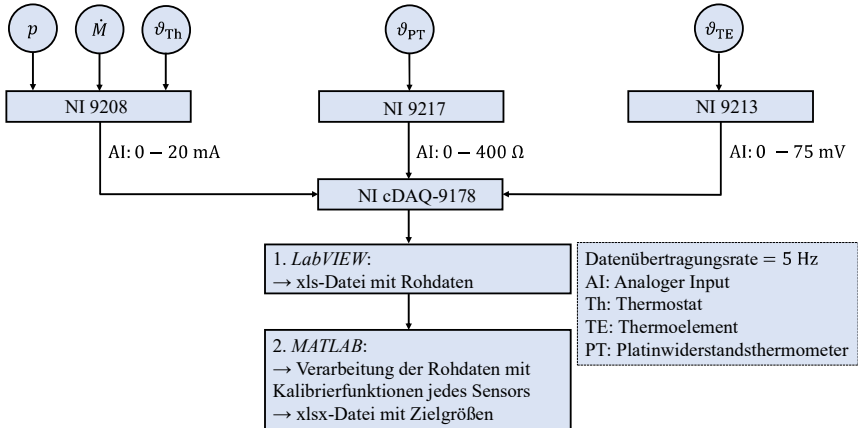 p Ṁ ϑTh ϑPT ϑTE
NI 9208 NI 9217 NI 9213
AI: 0 − 20 mA AI: 0 − 400 Ω AI: 0 − 75 mV
NI cDAQ-9178
1. LabVIEW:
→ xls-Datei mit Rohdaten
2. MATLAB:
→ Verarbeitung der Rohdaten mit
Kalibrierfunktionen jedes Sensors
→ xlsx-Datei mit Zielgrößen
Datenübertragungsrate = 5 Hz
AI: Analoger Input
Th: Thermostat
TE: Thermoelement
PT: Platinwiderstandsthermometer